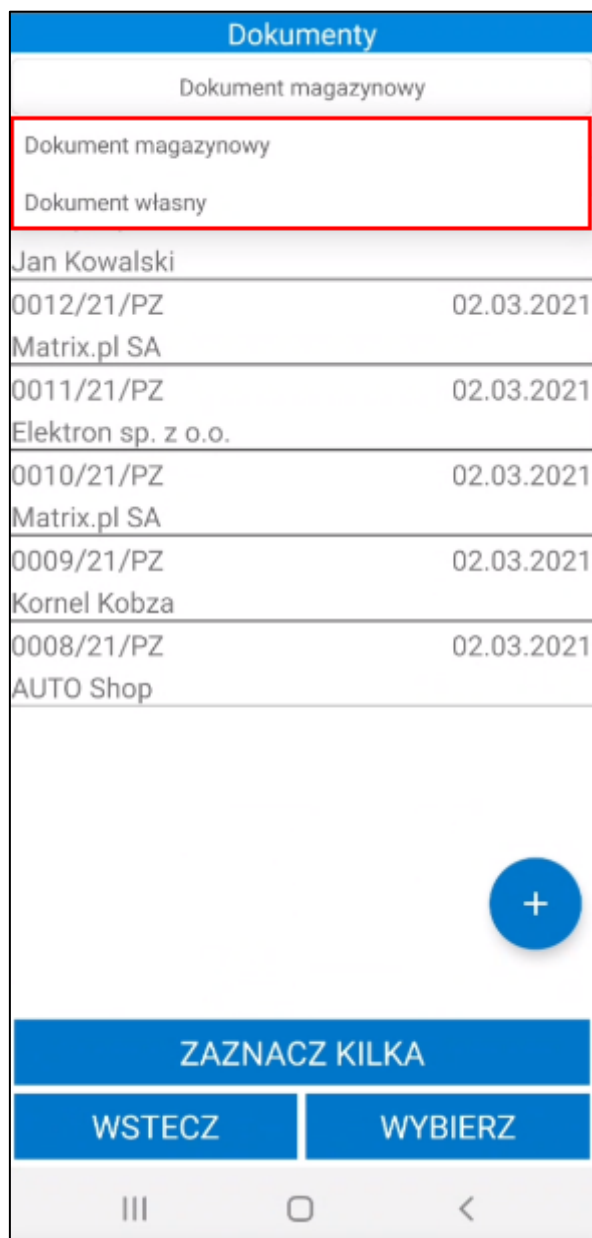 Dokumenty
Dokument magazynowy
Dokument magazynowy
Dokument własny
Jan Kowalski
0012/21/PZ 02.03.2021
Matrix.pl SA
0011/21/PZ 02.03.2021
Elektron sp. z o.o.
0010/21/PZ 02.03.2021
Matrix.pl SA
0009/21/PZ 02.03.2021
Kornel Kobza
0008/21/PZ 02.03.2021
AUTO Shop
+
ZAZNACZ KILKA
WSTECZ WYBIERZ